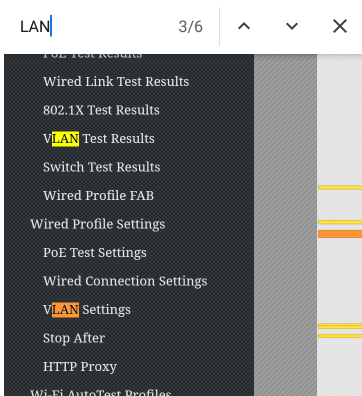 LAN 3/6
PoE Test Results
Wired Link Test Results
802.1X Test Results
VLAN Test Results
Switch Test Results
Wired Profile FAB
Wired Profile Settings
PoE Test Settings
Wired Connection Settings
VLAN Settings
Stop After
HTTP Proxy
Wi-Fi AutoTest Profiles